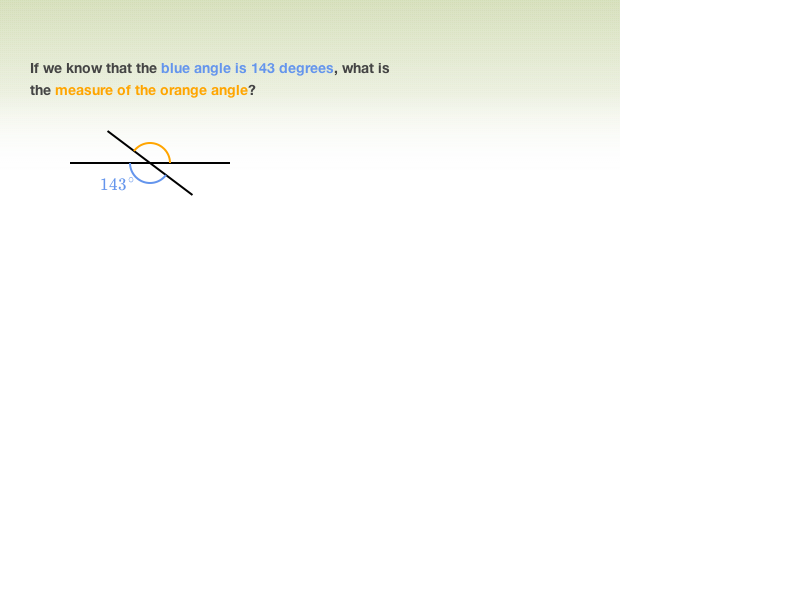 If we know that the blue angle is 143 degrees, what is
the measure of the orange angle?
143°